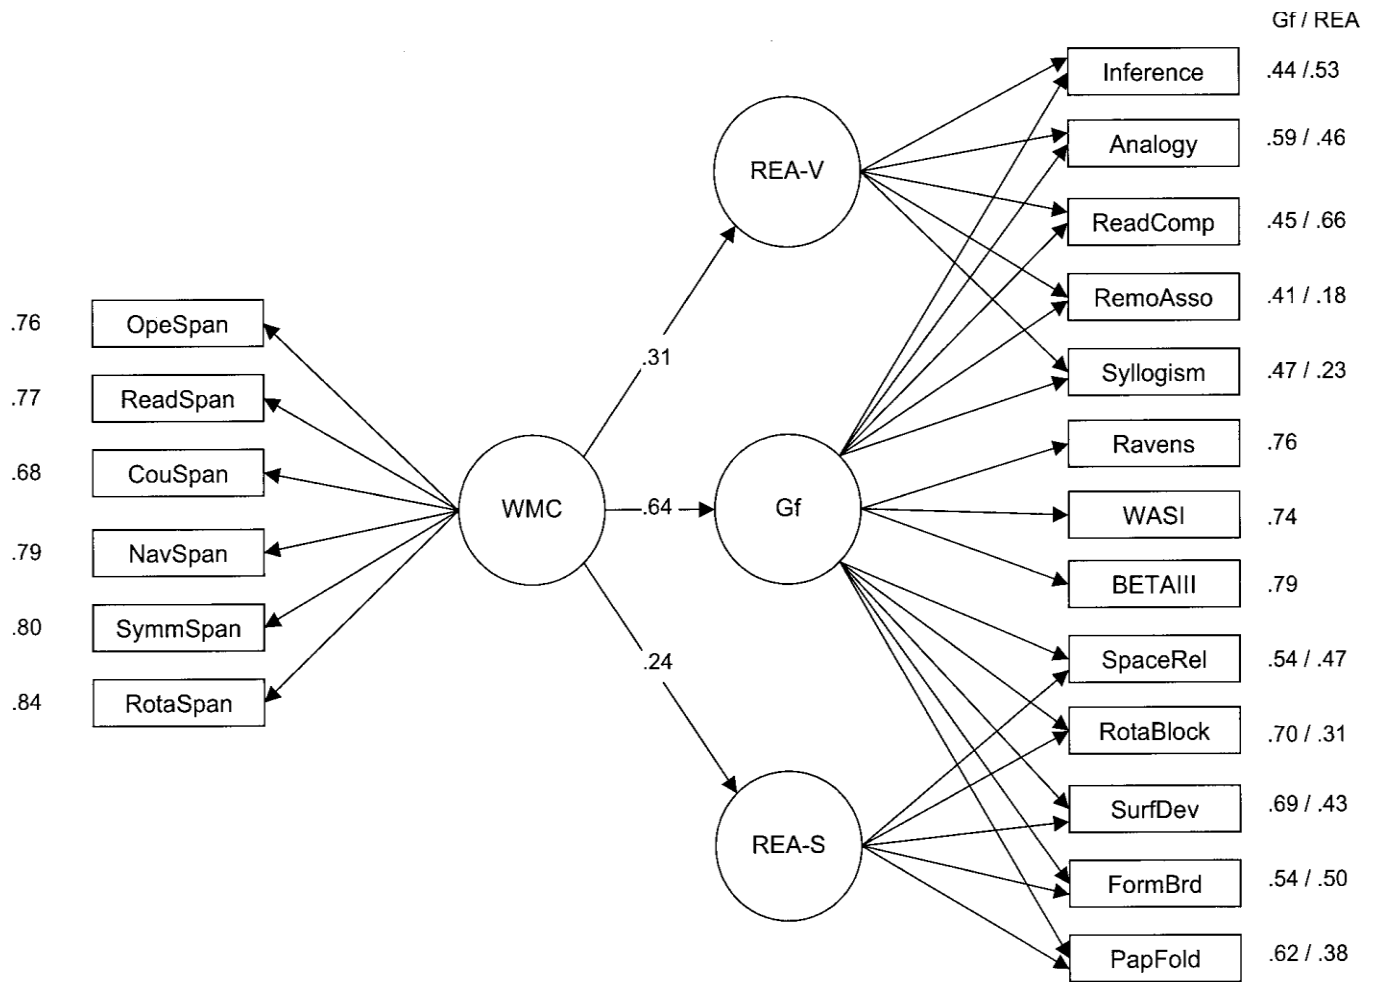 Gf / REA
Inference .44 /.53
Analogy .59 / .46
REA-V
ReadComp .45 / .66
RemoAsso .41 / .18
.76 OpeSpan
.31
Syllogism .47 / .23
.77 ReadSpan
Ravens .76
.68 CouSpan
WMC .64 Gf
WASI .74
.79 NavSpan
BETAIII .79
.80 SymmSpan
.24
SpaceRel .54 / .47
.84 RotaSpan
RotaBlock .70 / .31
SurfDev .69 / .43
REA-S
FormBrd .54 / .50
PapFold .62 / .38